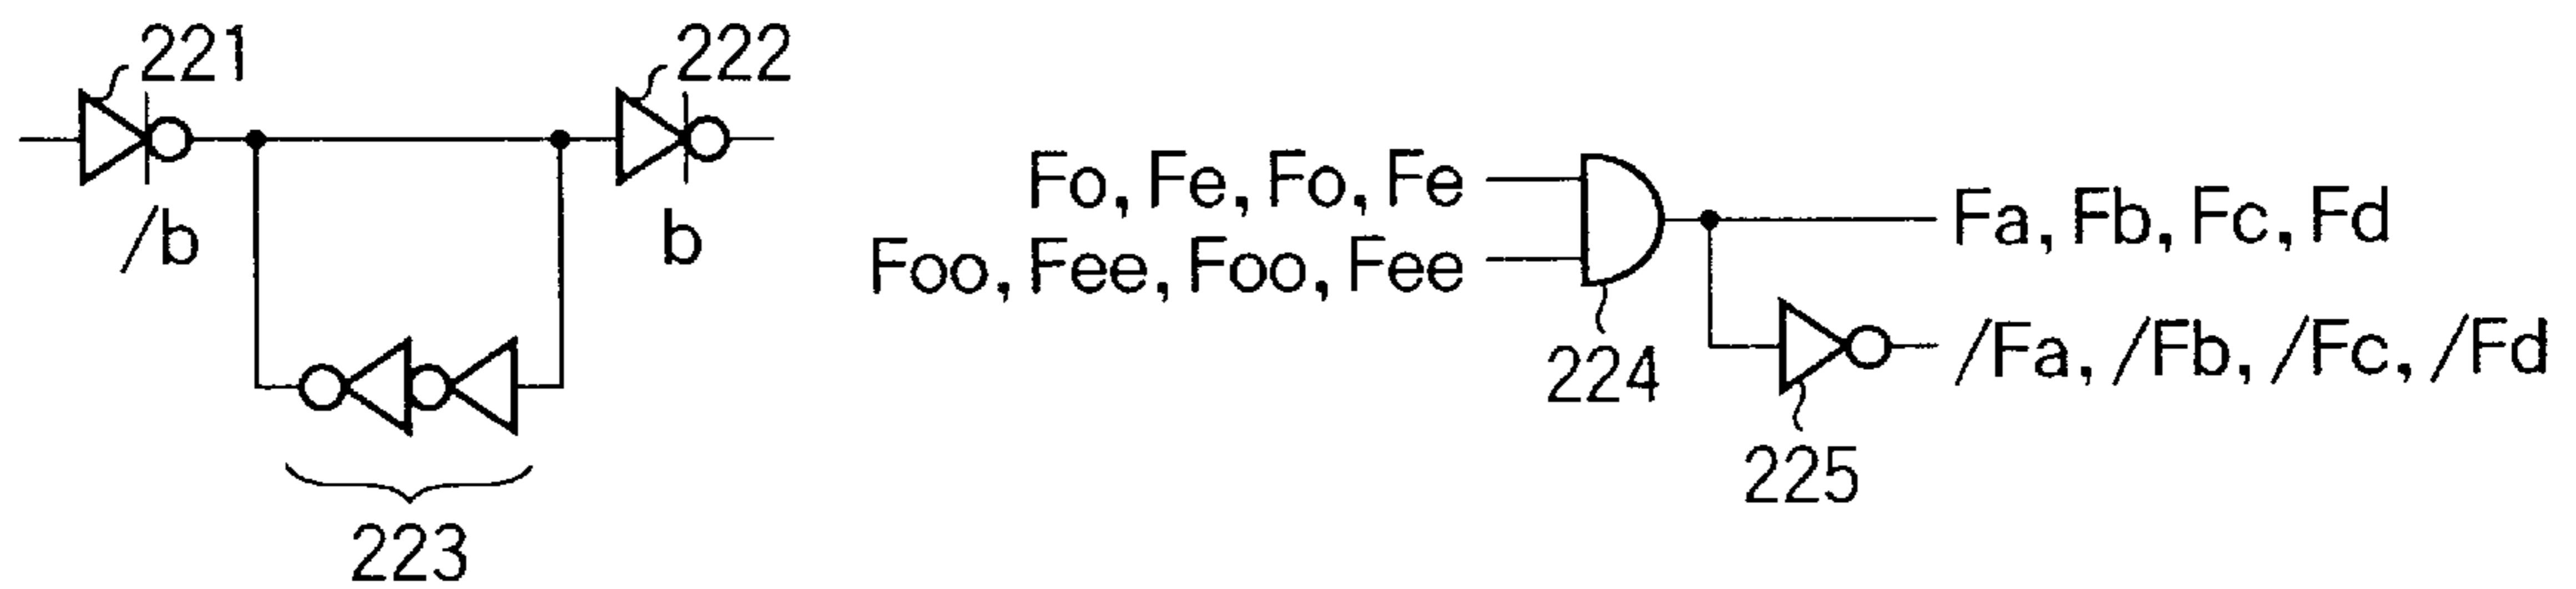 221
222
/b
b
223
Fo, Fe, Fo, Fe
Foo, Fee, Foo, Fee
224
Fa, Fb, Fc, Fd
/Fa, /Fb, /Fc, /Fd
225